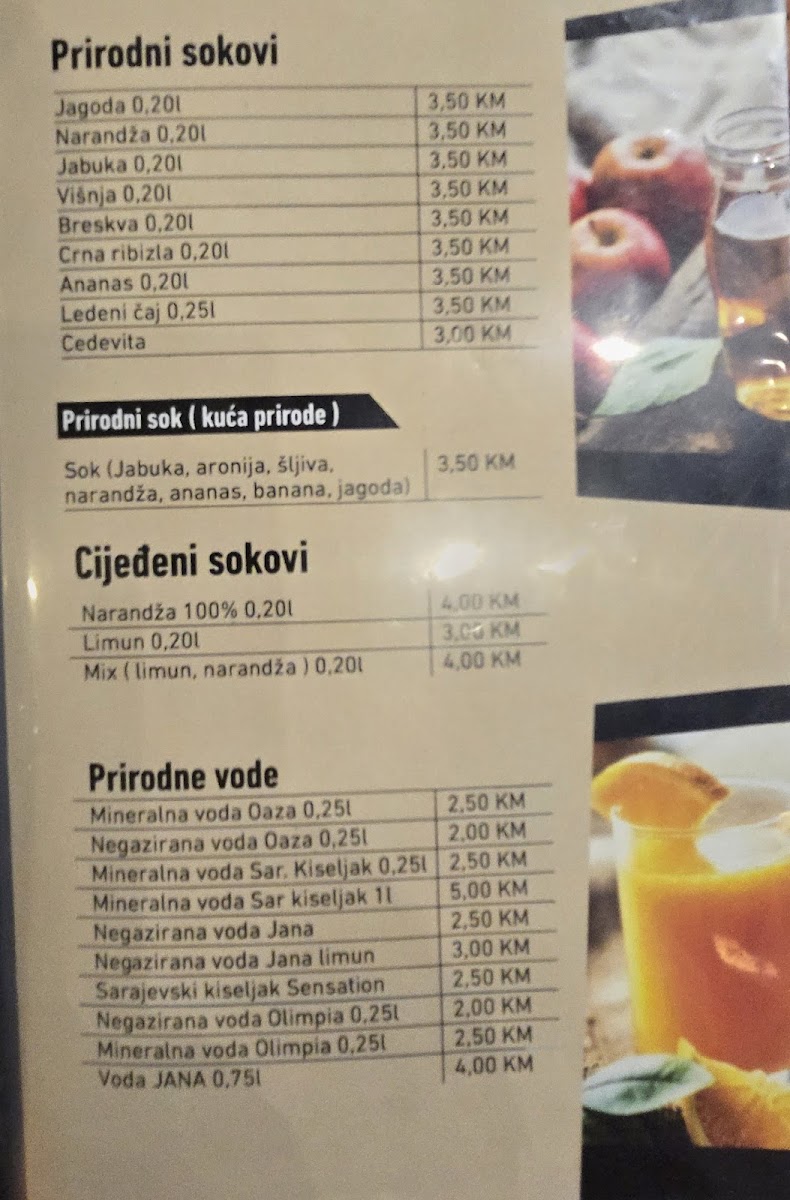 Prirodni sokovi
Jagoda 0,20l 3,50 KM
Narandža 0,20l 3,50 KM
Jabuka 0,20l 3,50 KM
Višnja 0,20l 3,50 KM
Breskva 0,20l 3,50 KM
Crna ribizla 0,20l 3,50 KM
Ananas 0,20l 3,50 KM
Ledeni čaj 0,25l 3,50 KM
Cedevita 3,00 KM
Prirodni sok ( kuća prirode )
Sok (Jabuka, aronija, šljiva, 3,50 KM
narandža, ananas, banana, jagoda)
Cijeđeni sokovi
Narandža 100% 0,20l 4,00 KM
Limun 0,20l 3,00 KM
Mix ( limun, narandža ) 0,20l 4,00 KM
Prirodne vode
Mineralna voda Oaza 0,25l 2,50 KM
Negazirana voda Oaza 0,25l 2,00 KM
Mineralna voda Sar. Kiseljak 0,25l 2,50 KM
Mineralna voda Sar kiseljak 1l 5,00 KM
Negazirana voda Jana 2,50 KM
Negazirana voda Jana limun 3,00 KM
Sarajevski kiseljak Sensation 2,50 KM
Negazirana voda Olimpia 0,25l 2,00 KM
Mineralna voda Olimpia 0,25l 2,50 KM
Voda JANA 0,75l 4,00 KM